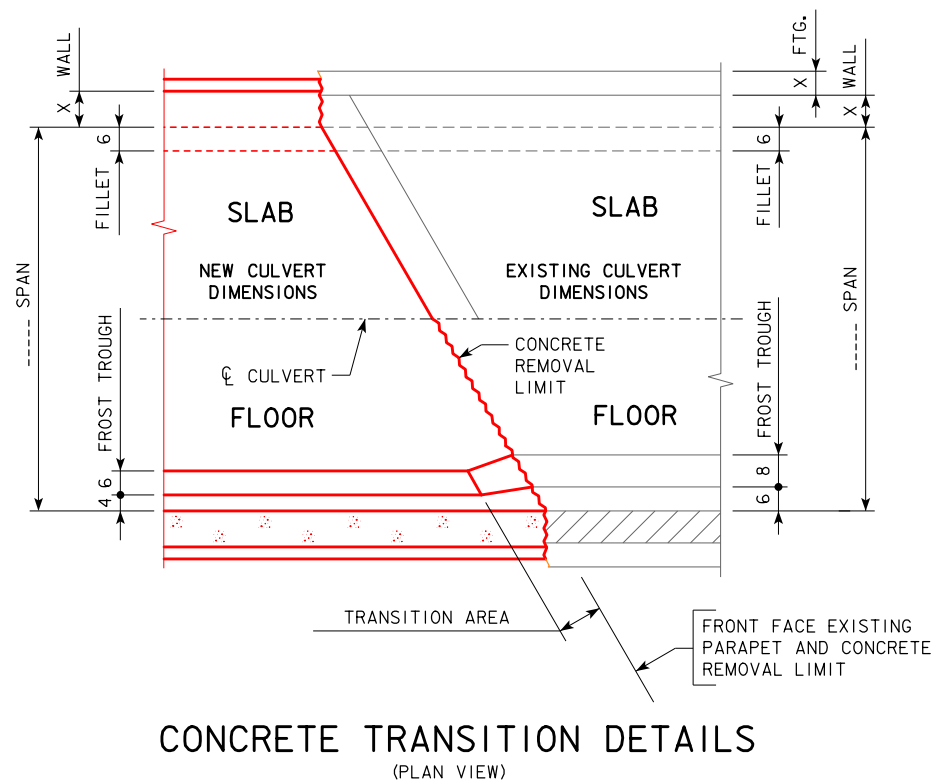 WALL
X
FTG.
X
WALL
X
6
FILLET
6
FILLET
SLAB
SLAB
NEW CULVERT
DIMENSIONS
EXISTING CULVERT
DIMENSIONS
----- SPAN
----- SPAN
CONCRETE
REMOVAL
LIMIT
℄ CULVERT
FROST TROUGH
FROST TROUGH
FLOOR
FLOOR
6
4
8
6
TRANSITION AREA
FRONT FACE EXISTING
PARAPET AND CONCRETE
REMOVAL LIMIT
CONCRETE TRANSITION DETAILS
(PLAN VIEW)